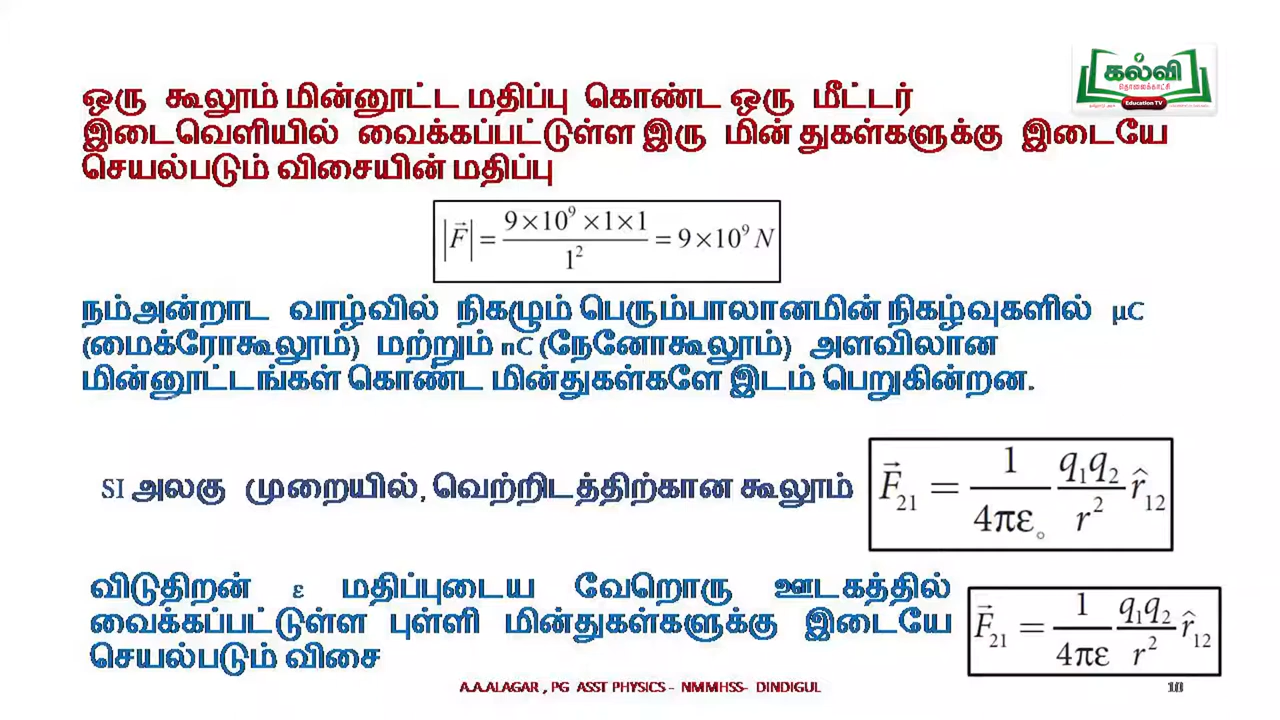 கல்வி
தொலைக்காட்சி
Education TV
ஒரு கூலூம் மின்னூட்ட மதிப்பு கொண்ட ஒரு மீட்டர்
இடைவெளியில் வைக்கப்பட்டுள்ள இரு மின் துகள்களுக்கு இடையே
செயல்படும் விசையின் மதிப்பு
|F⃗| = (9×10⁹ ×1×1)/1² = 9×10⁹ N
நம்அன்றாட வாழ்வில் நிகழும் பெரும்பாலானமின் நிகழ்வுகளில் μC
(மைக்ரோகூலூம்) மற்றும் nC (நேனோகூலூம்) அளவிலான
மின்னூட்டங்கள் கொண்ட மின்துகள்களே இடம் பெறுகின்றன.
SI அலகு முறையில், வெற்றிடத்திற்கான கூலூம்
F⃗₂₁ = (1/4πε₀) (q₁q₂/r²) r̂₁₂
விடுதிறன் ε மதிப்புடைய வேறொரு ஊடகத்தில்
வைக்கப்பட்டுள்ள புள்ளி மின்துகள்களுக்கு இடையே
செயல்படும் விசை
F⃗₂₁ = (1/4πε) (q₁q₂/r²) r̂₁₂
A.A.ALAGAR , PG ASST PHYSICS - NMMHSS- DINDIGUL
10